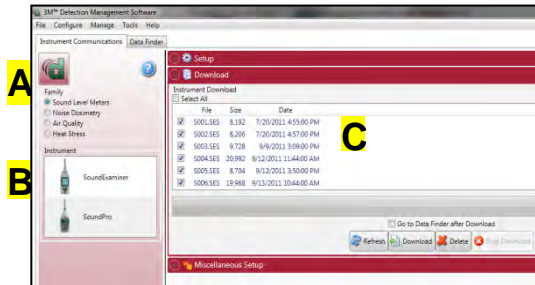 3M™ Detection Management Software
File Configure Manage Tools Help
Instrument Communications Data Finder
A
Family
Sound Level Meters
Noise Dosimetry
Air Quality
Heat Stress
B
Instrument
SoundExaminer
SoundPro
Setup
Download
Instrument Download
Select All
File Size Date
S001.SES 8,192 7/20/2011 4:55:00 PM
S002.SES 8,206 7/20/2011 4:57:00 PM
S003.SES 9,728 9/9/2011 3:09:00 PM
S004.SES 20,992 9/12/2011 11:44:00 AM
S005.SES 8,704 9/12/2011 3:50:00 PM
S006.SES 19,968 9/13/2011 10:44:00 AM
C
Go to Data Finder after Download
Refresh Download Delete Stop Download
Miscellaneous Setup